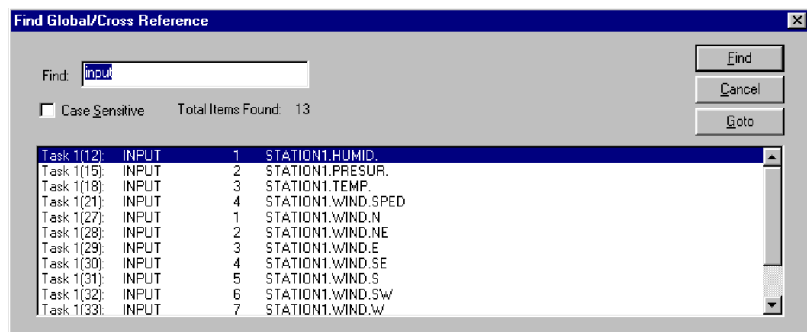 Find Global/Cross Reference
Find: input
Find
Cancel
Case Sensitive Total Items Found: 13
Goto
Task 1(12): INPUT 1 STATION1.HUMID.
Task 1(15): INPUT 2 STATION1.PRESUR.
Task 1(18): INPUT 3 STATION1.TEMP.
Task 1(21): INPUT 4 STATION1.WIND.SPED
Task 1(27): INPUT 1 STATION1.WIND.N
Task 1(28): INPUT 2 STATION1.WIND.NE
Task 1(29): INPUT 3 STATION1.WIND.E
Task 1(30): INPUT 4 STATION1.WIND.SE
Task 1(31): INPUT 5 STATION1.WIND.S
Task 1(32): INPUT 6 STATION1.WIND.SW
Task 1(33): INPUT 7 STATION1.WIND.W